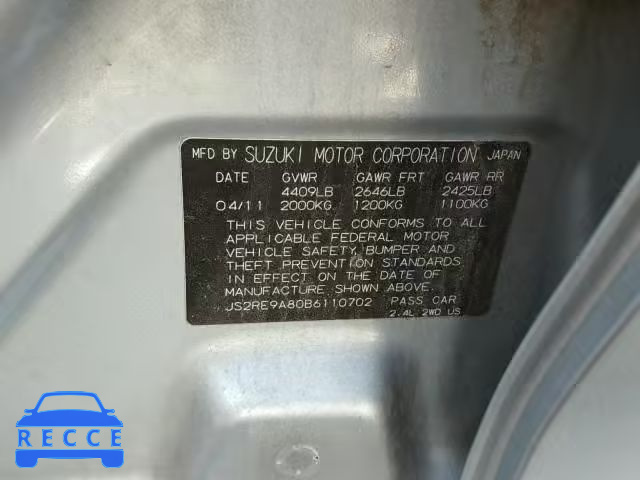 MFD BY SUZUKI MOTOR CORPORATION JAPAN
DATE GVWR GAWR FRT GAWR RR
4409LB 2646LB 2425LB
04/11 2000KG 1200KG 1100KG
THIS VEHICLE CONFORMS TO ALL
APPLICABLE FEDERAL MOTOR
VEHICLE SAFETY, BUMPER AND
THEFT PREVENTION STANDARDS
IN EFFECT ON THE DATE OF
MANUFACTURE SHOWN ABOVE.
JS2RE9A80B6110702 PASS CAR
2.4L 2WD US
RECCE